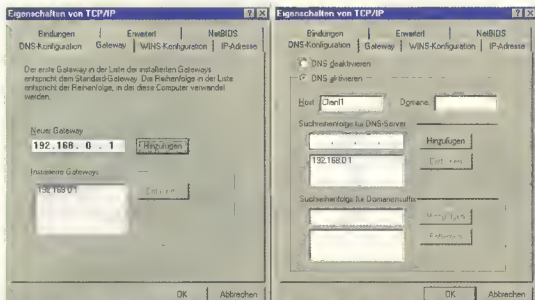 Eigenschaften von TCP/IP
Bindungen Erweitert NetBIOS
DNS-Konfiguration Gateway WINS-Konfiguration IP-Adresse
Der erste Gateway in der Liste der installierten Gateways
entspricht dem Standard-Gateway. Die Reihenfolge in der Liste
entspricht der Reihenfolge, in der diese Computer verwendet
werden.
Neuer Gateway
192.168. 0 . 1 Hinzufügen
Installierte Gateways
192.168.0.1 Entfernen
OK Abbrechen
Eigenschaften von TCP/IP
Bindungen Erweitert NetBIOS
DNS-Konfiguration Gateway WINS-Konfiguration IP-Adresse
DNS deaktivieren
DNS aktivieren
Host Client1 Domäne:
Suchreihenfolge für DNS-Server
. . . Hinzufügen
192.168.0.1 Entfernen
Suchreihenfolge für Domänensuffix
Hinzufügen
Entfernen
OK Abbrechen